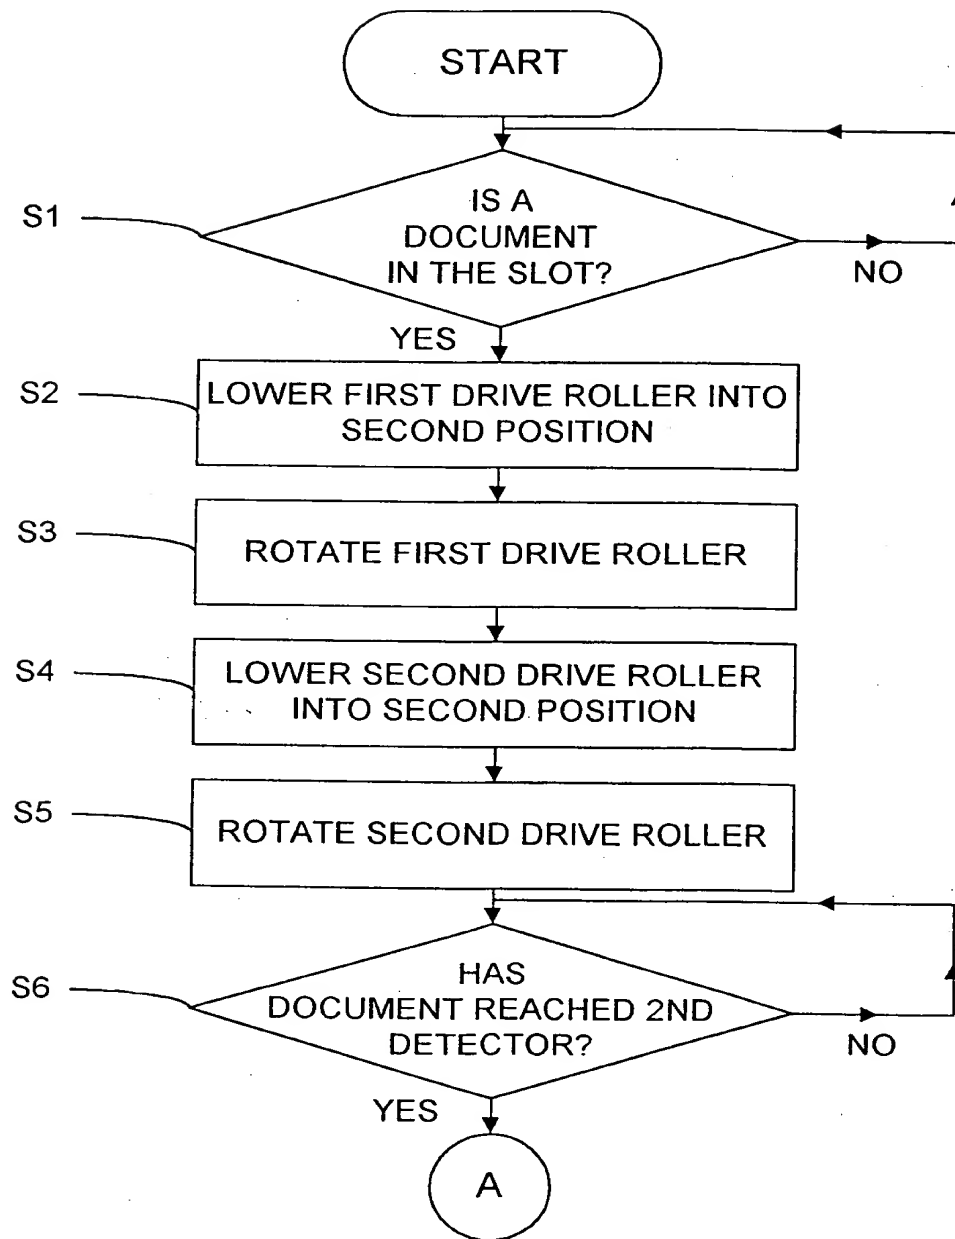 START
S1
IS A
DOCUMENT
IN THE SLOT?
NO
YES
S2
LOWER FIRST DRIVE ROLLER INTO
SECOND POSITION
S3
ROTATE FIRST DRIVE ROLLER
S4
LOWER SECOND DRIVE ROLLER
INTO SECOND POSITION
S5
ROTATE SECOND DRIVE ROLLER
S6
HAS
DOCUMENT REACHED 2ND
DETECTOR?
NO
YES
A